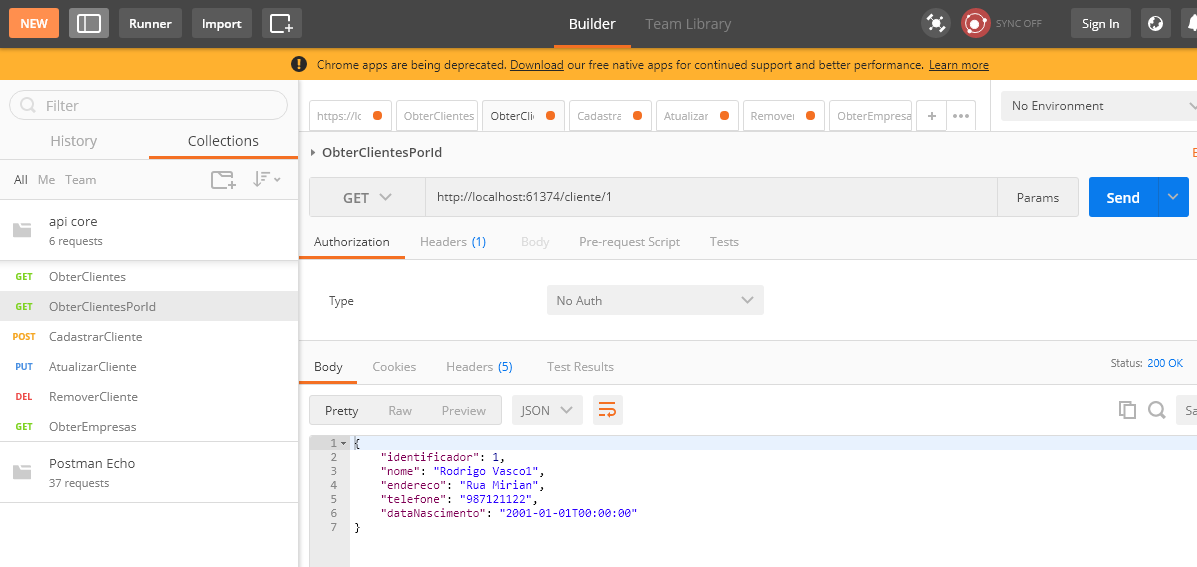 NEW Runner Import Builder Team Library SYNC OFF Sign In
Chrome apps are being deprecated. Download our free native apps for continued support and better performance. Learn more
Filter
History Collections
All Me Team
api core
6 requests
GET ObterClientes
GET ObterClientesPorId
POST CadastrarCliente
PUT AtualizarCliente
DEL RemoverCliente
GET ObterEmpresas
Postman Echo
37 requests
https://lo ObterClientes ObterCli Cadastra Atualizar Remover ObterEmpresa + ••• No Environment
ObterClientesPorId
GET http://localhost:61374/cliente/1 Params Send
Authorization Headers (1) Body Pre-request Script Tests
Type No Auth
Body Cookies Headers (5) Test Results Status: 200 OK
Pretty Raw Preview JSON Sa
1 {
2 "identificador": 1,
3 "nome": "Rodrigo Vasco1",
4 "endereco": "Rua Mirian",
5 "telefone": "987121122",
6 "dataNascimento": "2001-01-01T00:00:00"
7 }